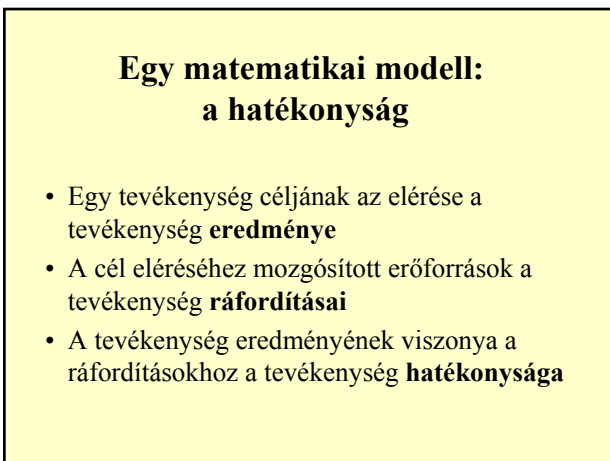 Egy matematikai modell:
a hatékonyság
• Egy tevékenység céljának az elérése a
tevékenység eredménye
• A cél eléréséhez mozgósított erőforrások a
tevékenység ráfordításai
• A tevékenység eredményének viszonya a
ráfordításokhoz a tevékenység hatékonysága